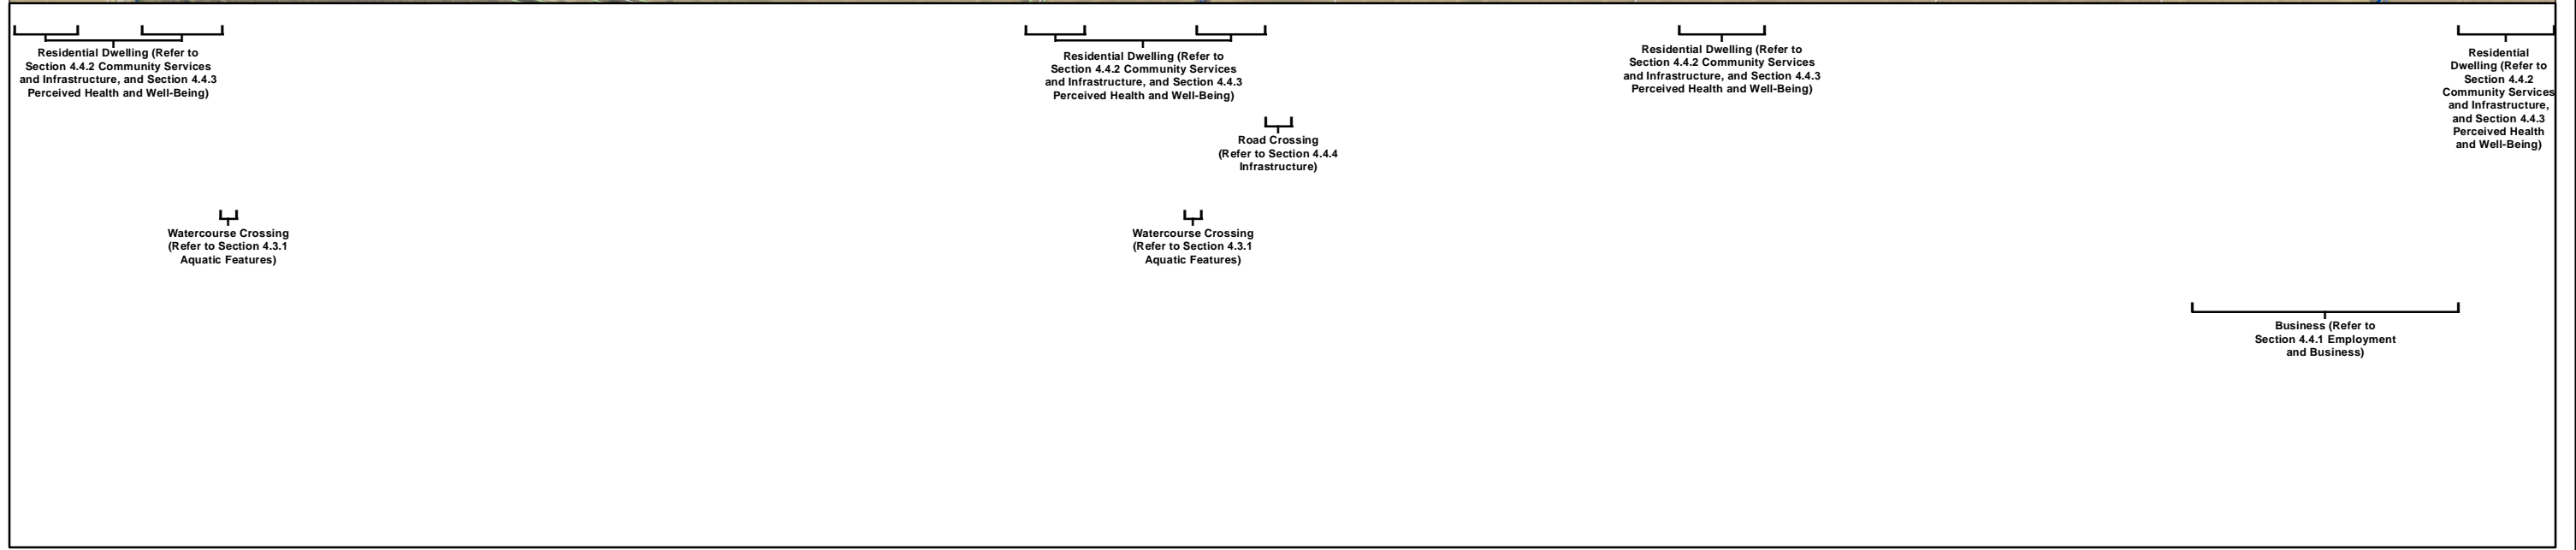 Residential Dwelling (Refer to
Section 4.4.2 Community Services
and Infrastructure, and Section 4.4.3
Perceived Health and Well-Being)
Residential Dwelling (Refer to
Section 4.4.2 Community Services
and Infrastructure, and Section 4.4.3
Perceived Health and Well-Being)
Residential Dwelling (Refer to
Section 4.4.2 Community Services
and Infrastructure, and Section 4.4.3
Perceived Health and Well-Being)
Residential
Dwelling (Refer to
Section 4.4.2
Community Services
and Infrastructure,
and Section 4.4.3
Perceived Health
and Well-Being)
Road Crossing
(Refer to Section 4.4.4
Infrastructure)
Watercourse Crossing
(Refer to Section 4.3.1
Aquatic Features)
Watercourse Crossing
(Refer to Section 4.3.1
Aquatic Features)
Business (Refer to
Section 4.4.1 Employment
and Business)